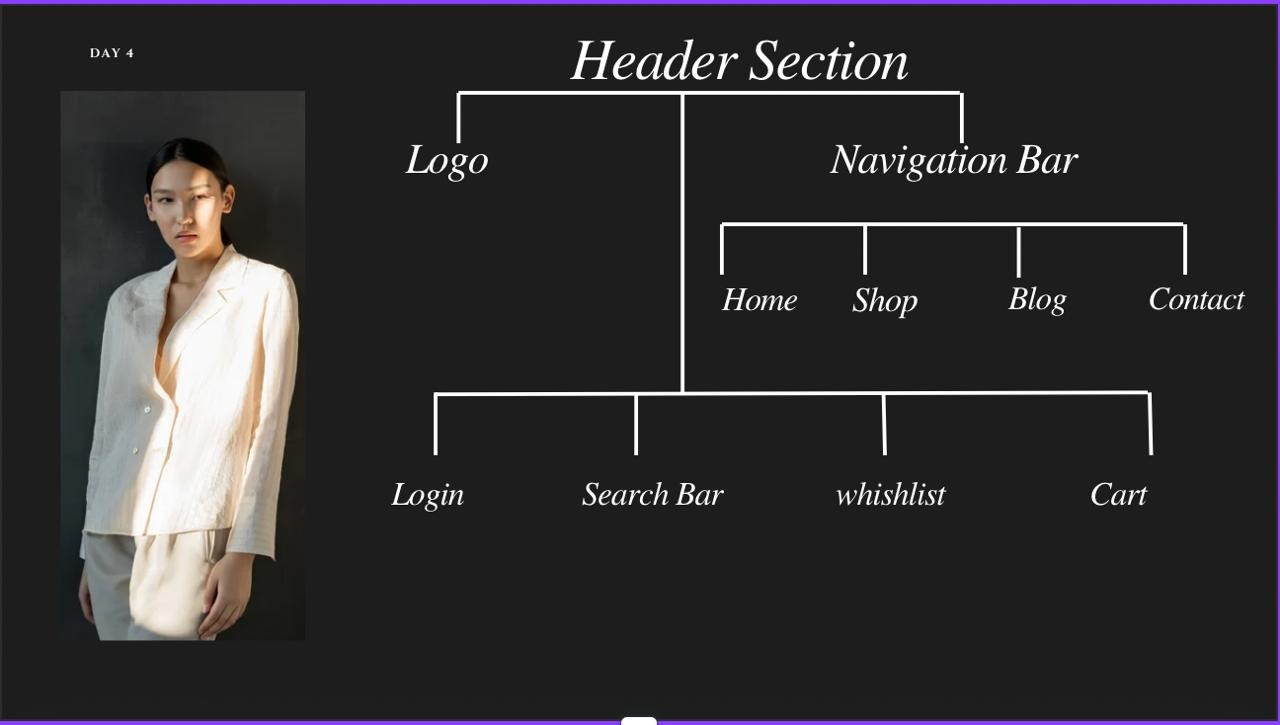 DAY 4
Header Section
Logo
Navigation Bar
Home
Shop
Blog
Contact
Login
Search Bar
whishlist
Cart